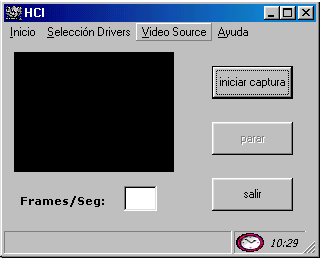 HCI
Inicio Selección Drivers Video Source Ayuda
iniciar captura
parar
Frames/Seg:
salir
10:29